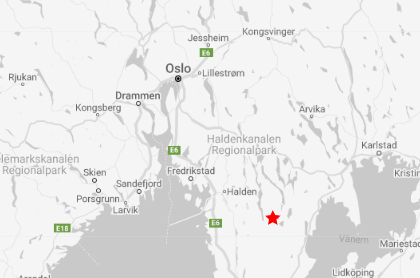 Jessheim
Kongsvinger
E6
Oslo
Lillestrøm
Rjukan
Drammen
Kongsberg
Arvika
Haldenkanalen
Regionalpark
Karlstad
E6
elemarkskanalen
Regionalpark
Skien
Fredrikstad
Kristin
Sandefjord
Halden
Porsgrunn
Larvik
E6
E18
Vänern
Mariestad
Lidköping